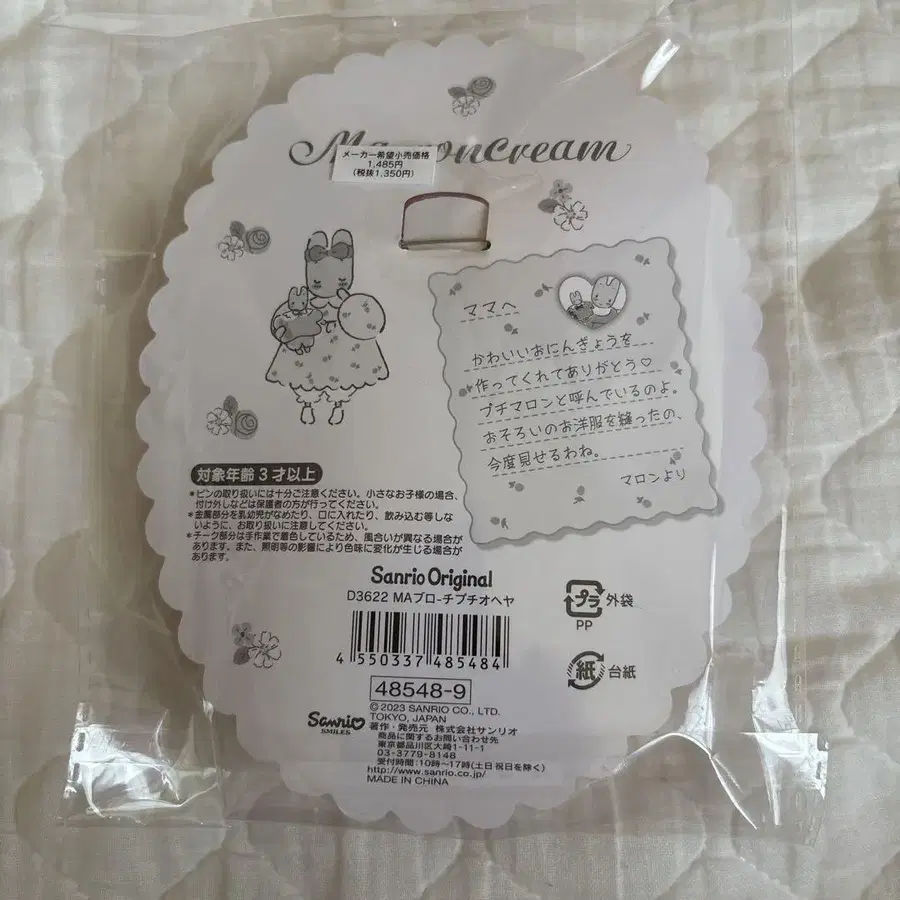 Marroncream
メーカー希望小売価格
1,485円
(税抜1,350円)
ママへ
かわいいおにんぎょうを
作ってくれてありがとう♡
プチマロンと呼んでいるのよ。
おそろいのお洋服を縫ったの、
今度見せるわね。
マロンより
対象年齢3才以上
*ピンの取り扱いには十分ご注意ください。小さなお子様の場合、
付け外しなどは保護者の方が行ってください。
*金属部分を乳幼児がなめたり、口に入れたり、飲み込む等しな
いように、お取り扱いに注意してください。
*チーク部分は手作業で着色しているため、風合いが異なる場合が
あります。また、照明等の影響により色味に変化が生じる場合が
あります。
Sanrio Original
D3622 MAブローチプチオヘヤ
4 550337 485484
48548-9
プラ 外袋
PP
紙 台紙
Sanrio
SMILES
©2023 SANRIO CO., LTD.
TOKYO, JAPAN
著作・発売元 株式会社サンリオ
商品に関するお問い合わせ先
東京都品川区大崎1-11-1
03-3779-8148
受付時間:10時〜17時(土日祝日を除く)
http://www.sanrio.co.jp/
MADE IN CHINA